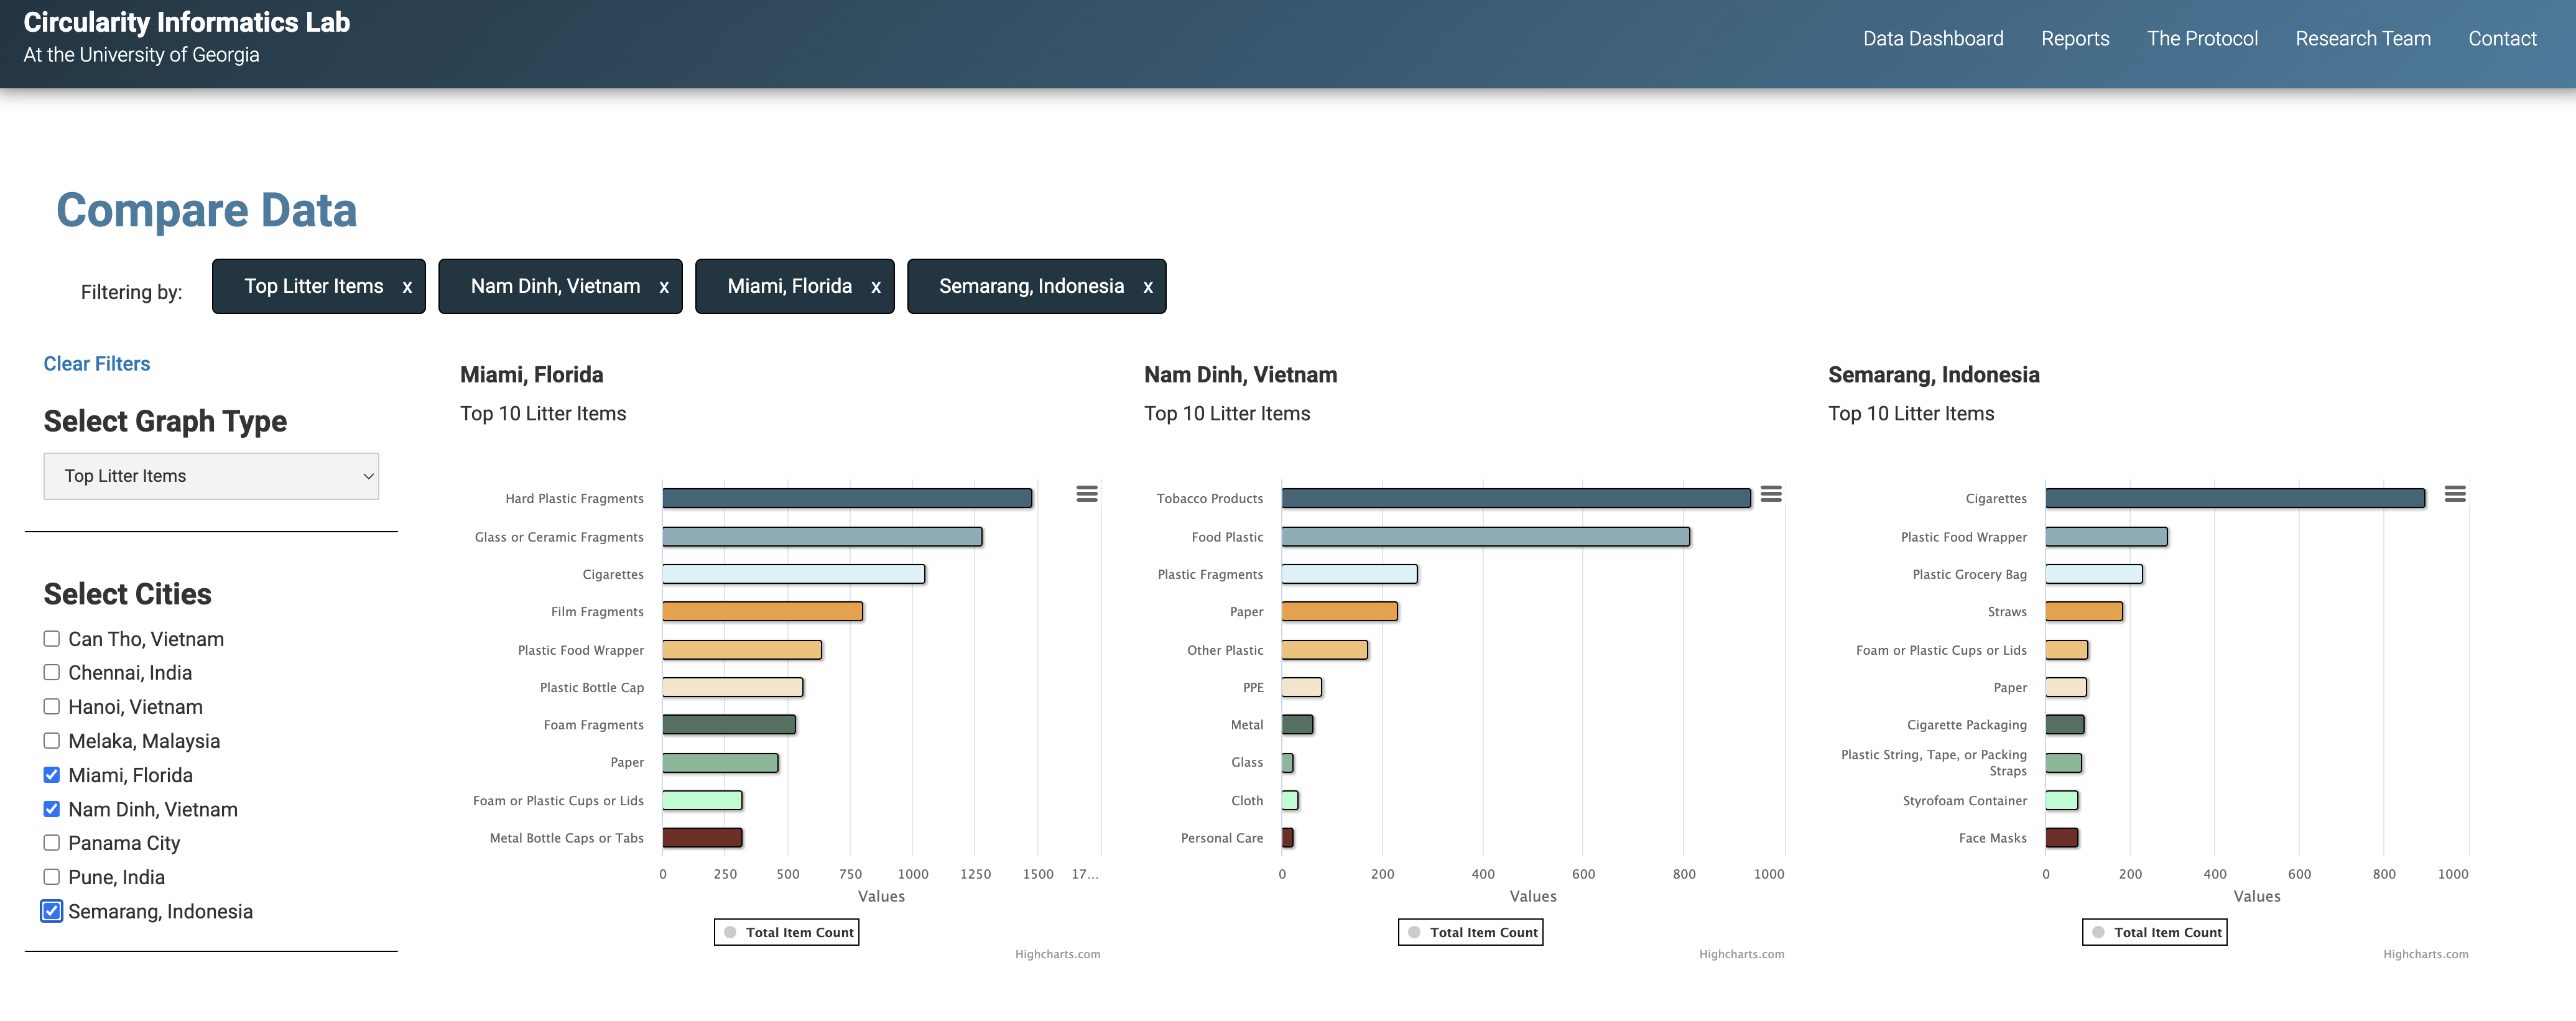 Circularity Informatics Lab
At the University of Georgia
Data Dashboard Reports The Protocol Research Team Contact
Compare Data
Filtering by: Top Litter Items x Nam Dinh, Vietnam x Miami, Florida x Semarang, Indonesia x
Clear Filters
Select Graph Type
Top Litter Items
Select Cities
Can Tho, Vietnam
Chennai, India
Hanoi, Vietnam
Melaka, Malaysia
Miami, Florida
Nam Dinh, Vietnam
Panama City
Pune, India
Semarang, Indonesia
Miami, Florida
Top 10 Litter Items
Hard Plastic Fragments
Glass or Ceramic Fragments
Cigarettes
Film Fragments
Plastic Food Wrapper
Plastic Bottle Cap
Foam Fragments
Paper
Foam or Plastic Cups or Lids
Metal Bottle Caps or Tabs
0 250 500 750 1000 1250 1500 17...
Values
Total Item Count
Highcharts.com
Nam Dinh, Vietnam
Top 10 Litter Items
Tobacco Products
Food Plastic
Plastic Fragments
Paper
Other Plastic
PPE
Metal
Glass
Cloth
Personal Care
0 200 400 600 800 1000
Values
Total Item Count
Highcharts.com
Semarang, Indonesia
Top 10 Litter Items
Cigarettes
Plastic Food Wrapper
Plastic Grocery Bag
Straws
Foam or Plastic Cups or Lids
Paper
Cigarette Packaging
Plastic String, Tape, or Packing
Straps
Styrofoam Container
Face Masks
0 200 400 600 800 1000
Values
Total Item Count
Highcharts.com